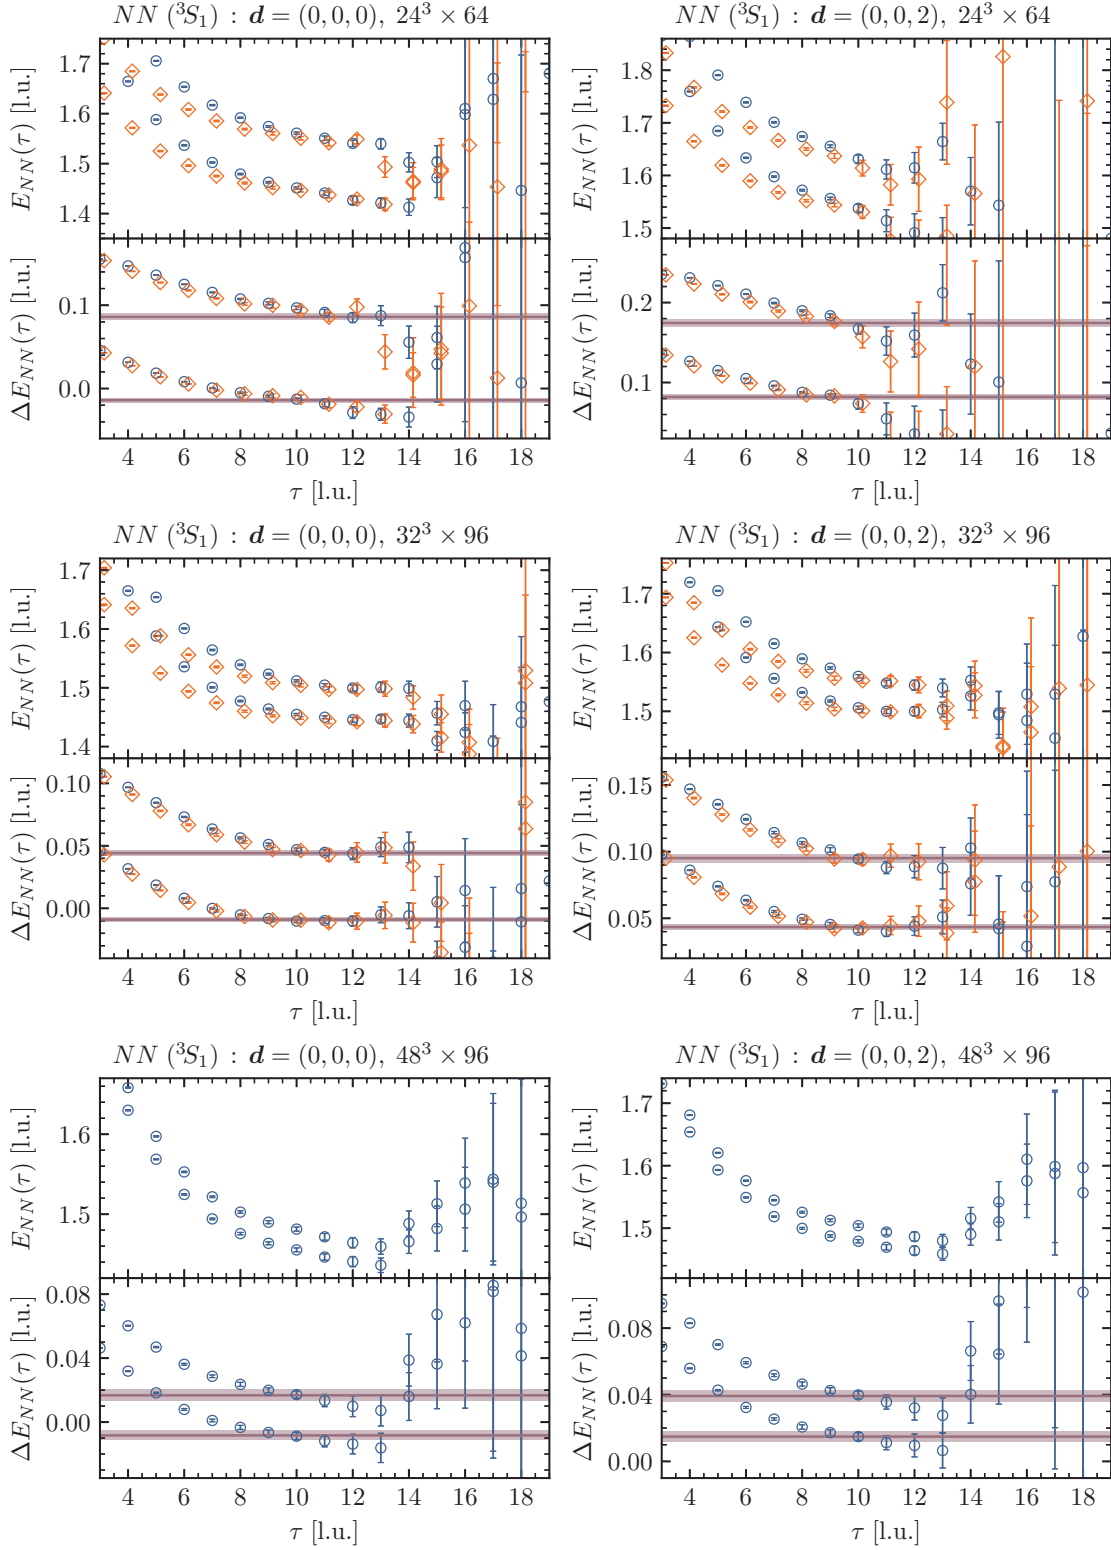 NN (³S₁) : d = (0, 0, 0), 24³ × 64
E_NN(τ) [l.u.]
1.7
1.6
1.5
1.4
ΔE_NN(τ) [l.u.]
0.1
0.0
4 6 8 10 12 14 16 18
τ [l.u.]
NN (³S₁) : d = (0, 0, 2), 24³ × 64
E_NN(τ) [l.u.]
1.8
1.7
1.6
1.5
ΔE_NN(τ) [l.u.]
0.2
0.1
4 6 8 10 12 14 16 18
τ [l.u.]
NN (³S₁) : d = (0, 0, 0), 32³ × 96
E_NN(τ) [l.u.]
1.7
1.6
1.5
1.4
ΔE_NN(τ) [l.u.]
0.10
0.05
0.00
4 6 8 10 12 14 16 18
τ [l.u.]
NN (³S₁) : d = (0, 0, 2), 32³ × 96
E_NN(τ) [l.u.]
1.7
1.6
1.5
ΔE_NN(τ) [l.u.]
0.15
0.10
0.05
4 6 8 10 12 14 16 18
τ [l.u.]
NN (³S₁) : d = (0, 0, 0), 48³ × 96
E_NN(τ) [l.u.]
1.6
1.5
ΔE_NN(τ) [l.u.]
0.08
0.04
0.00
4 6 8 10 12 14 16 18
τ [l.u.]
NN (³S₁) : d = (0, 0, 2), 48³ × 96
E_NN(τ) [l.u.]
1.7
1.6
1.5
ΔE_NN(τ) [l.u.]
0.08
0.04
0.00
4 6 8 10 12 14 16 18
τ [l.u.]